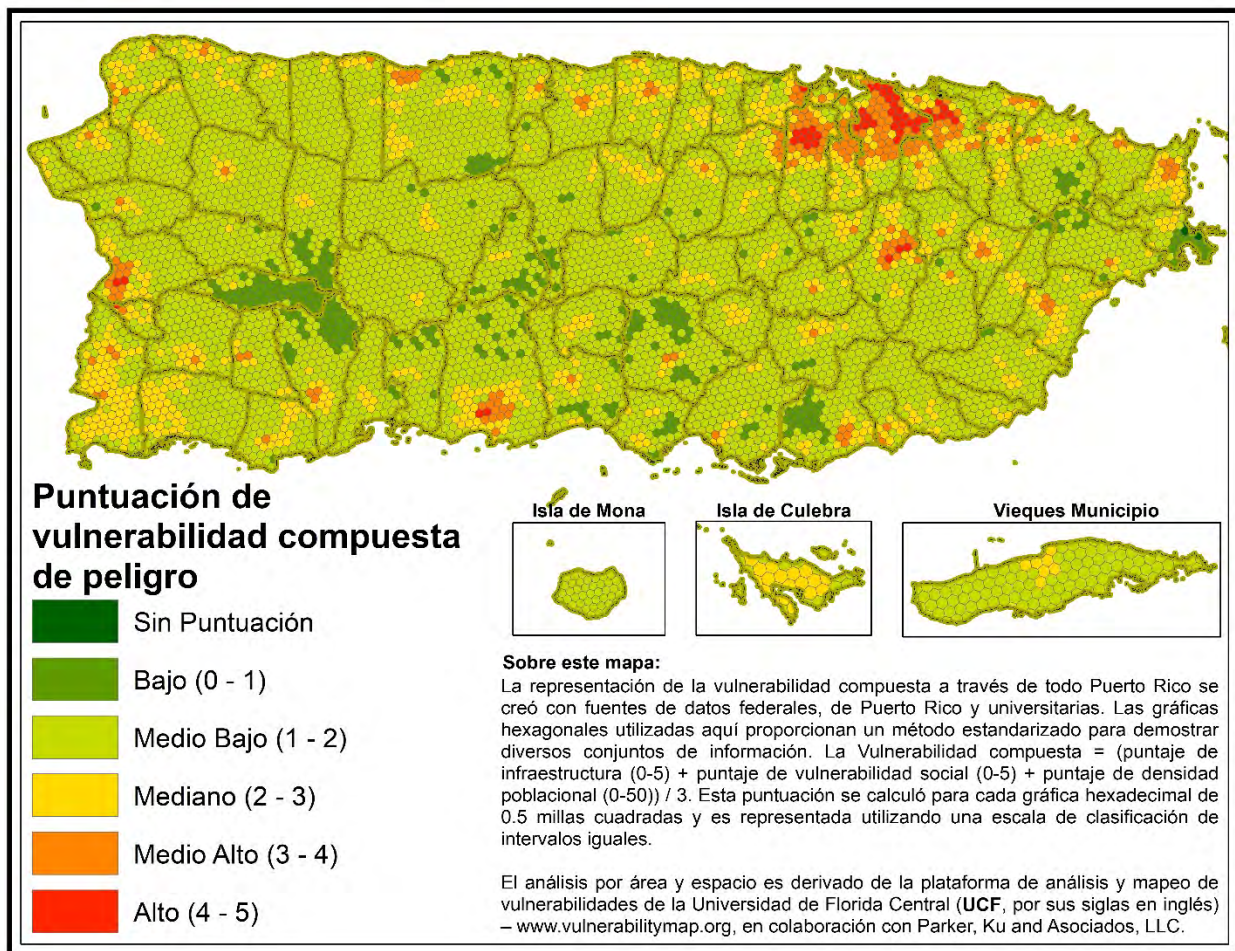 Puntuación de
vulnerabilidad compuesta
de peligro
Sin Puntuación
Bajo (0 - 1)
Medio Bajo (1 - 2)
Mediano (2 - 3)
Medio Alto (3 - 4)
Alto (4 - 5)
Isla de Mona
Isla de Culebra
Vieques Municipio
Sobre este mapa:
La representación de la vulnerabilidad compuesta a través de todo Puerto Rico se
creó con fuentes de datos federales, de Puerto Rico y universitarias. Las gráficas
hexagonales utilizadas aquí proporcionan un método estandarizado para demostrar
diversos conjuntos de información. La Vulnerabilidad compuesta = (puntaje de
infraestructura (0-5) + puntaje de vulnerabilidad social (0-5) + puntaje de densidad
poblacional (0-50)) / 3. Esta puntuación se calculó para cada gráfica hexadecimal de
0.5 millas cuadradas y es representada utilizando una escala de clasificación de
intervalos iguales.
El análisis por área y espacio es derivado de la plataforma de análisis y mapeo de
vulnerabilidades de la Universidad de Florida Central (UCF, por sus siglas en inglés)
– www.vulnerabilitymap.org, en colaboración con Parker, Ku and Asociados, LLC.